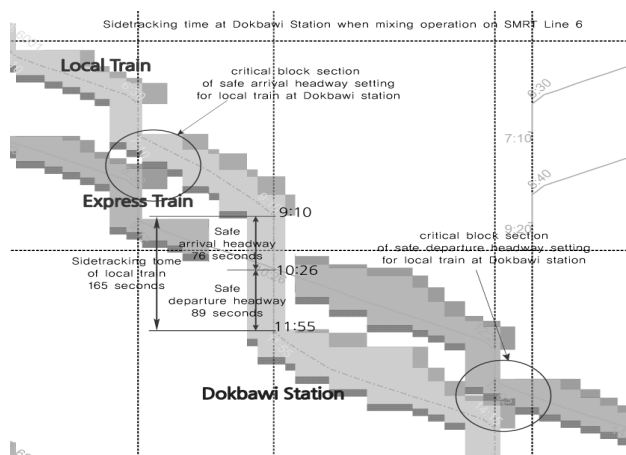 Sidetracking time at Dokbawi Station when mixing operation on SMRT Line 6
Local Train
critical block section
of safe arrival headway setting
for local train at Dokbawi station
9:30
7:10
9:40
9:20
Express Train
9:10
Safe
arrival headway
76 seconds
Sidetracking tome
of local train
165 seconds
10:26
Safe
departure headway
89 seconds
11:55
critical block section
of safe departure headway setting
for local train at Dokbawi station
Dokbawi Station